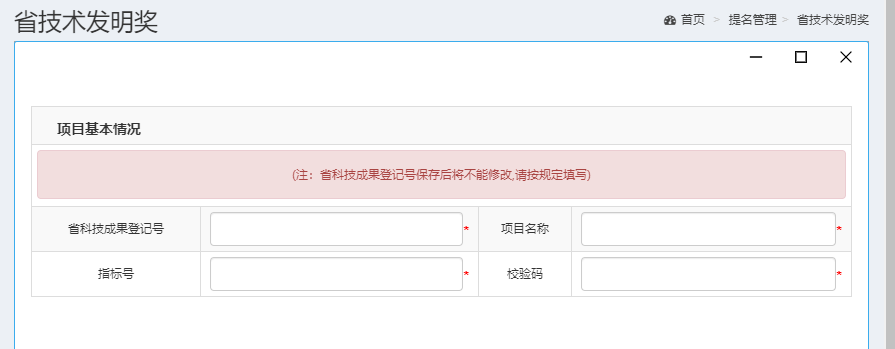 省技术发明奖
首页 > 提名管理 > 省技术发明奖
项目基本情况
(注：省科技成果登记号保存后将不能修改,请按规定填写)
省科技成果登记号 * 项目名称 *
指标号 * 校验码 *